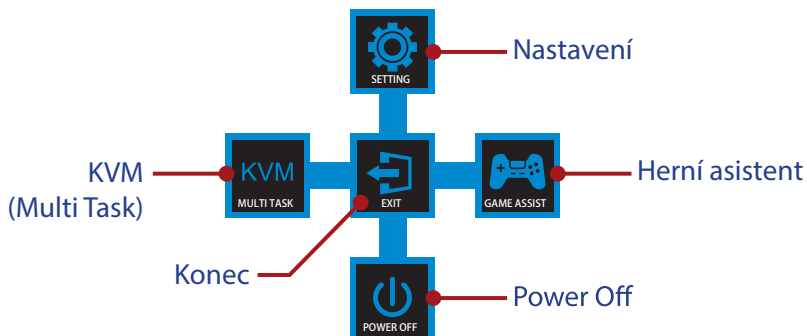 Nastavení
SETTING
KVM
(Multi Task)
KVM
MULTI TASK
EXIT
GAME ASSIST
Herní asistent
Konec
POWER OFF
Power Off